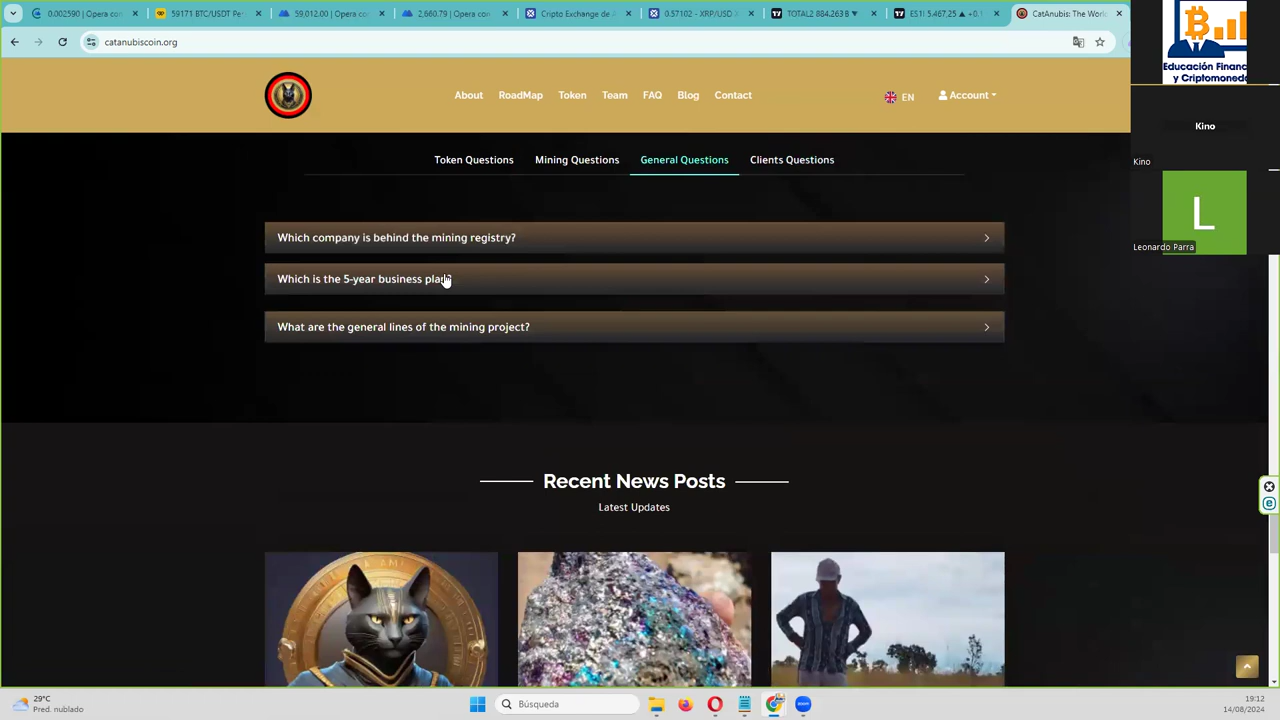 0.002590 | Opera con
59171 BTC/USDT Pe
59,012.00 | Opera co
2,660.79 | Opera con
Cripto Exchange de A
0.57102 - XRP/USD X
TOTAL2 884.263 B ▼
ES1! 5.467,25 ▲ +0.
CatAnubis: The World
catanubiscoin.org
Educación Financ
y Criptomoned
About
RoadMap
Token
Team
FAQ
Blog
Contact
EN
Account
Kino
Kino
Token Questions
Mining Questions
General Questions
Clients Questions
L
Leonardo Parra
Which company is behind the mining registry?
Which is the 5-year business plan?
What are the general lines of the mining project?
Recent News Posts
Latest Updates
29°C
Pred. nublado
Búsqueda
zoom
19:12
14/08/2024